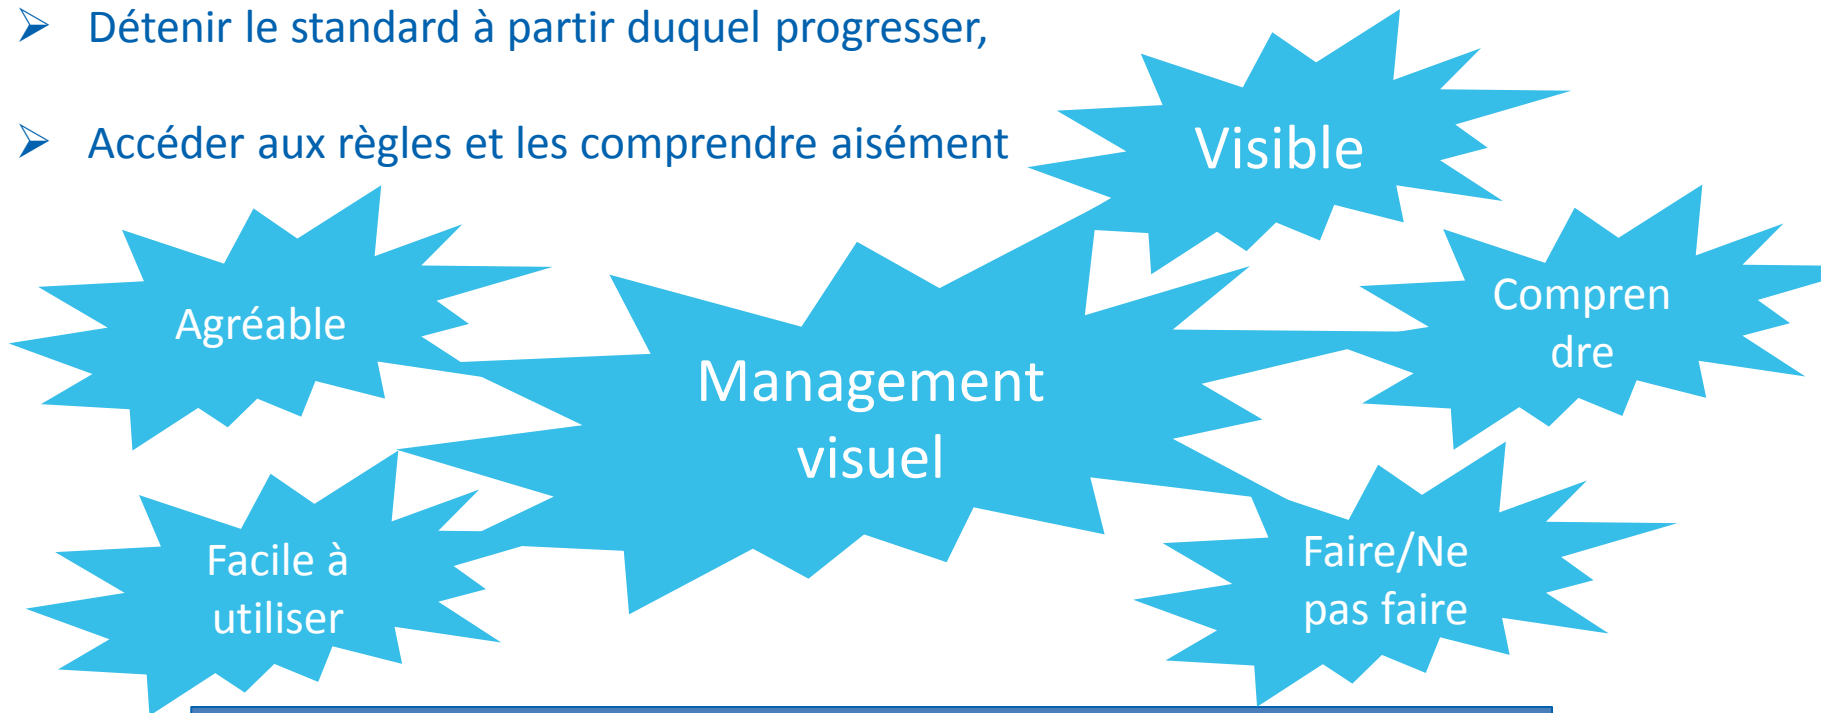 ➢ Détenir le standard à partir duquel progresser,
➢ Accéder aux règles et les comprendre aisément
Visible
Agréable
Compren
dre
Management
visuel
Facile à
utiliser
Faire/Ne
pas faire